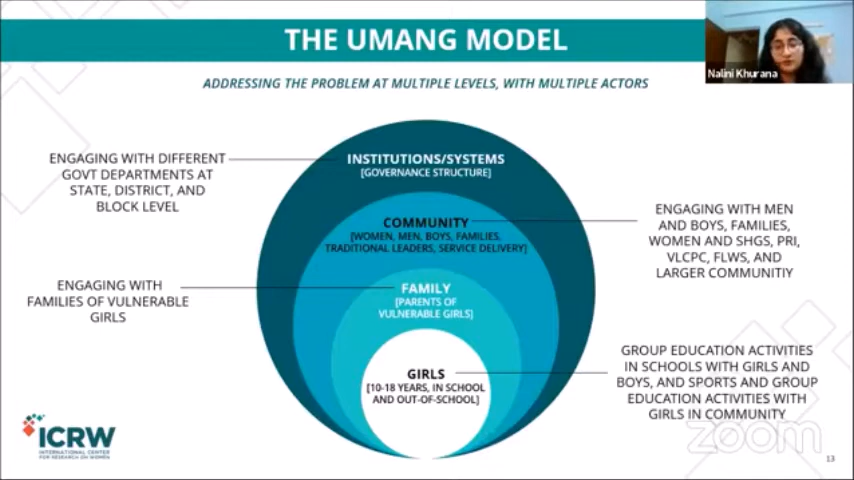 THE UMANG MODEL
Nalini Khurana
ADDRESSING THE PROBLEM AT MULTIPLE LEVELS, WITH MULTIPLE ACTORS
ENGAGING WITH DIFFERENT
GOVT DEPARTMENTS AT
STATE, DISTRICT, AND
BLOCK LEVEL
INSTITUTIONS/SYSTEMS
[GOVERNANCE STRUCTURE]
COMMUNITY
[WOMEN, MEN, BOYS, FAMILIES,
TRADITIONAL LEADERS, SERVICE DELIVERY]
ENGAGING WITH MEN
AND BOYS, FAMILIES,
WOMEN AND SHGS, PRI,
VLCPC, FLWS, AND
LARGER COMMUNITIY
ENGAGING WITH
FAMILIES OF VULNERABLE
GIRLS
FAMILY
[PARENTS OF
VULNERABLE GIRLS]
GIRLS
[10-18 YEARS, IN SCHOOL
AND OUT-OF-SCHOOL]
GROUP EDUCATION ACTIVITIES
IN SCHOOLS WITH GIRLS AND
BOYS, AND SPORTS AND GROUP
EDUCATION ACTIVITIES WITH
GIRLS IN COMMUNITY
ICRW
INTERNATIONAL CENTER
FOR RESEARCH ON WOMEN
zoom
13